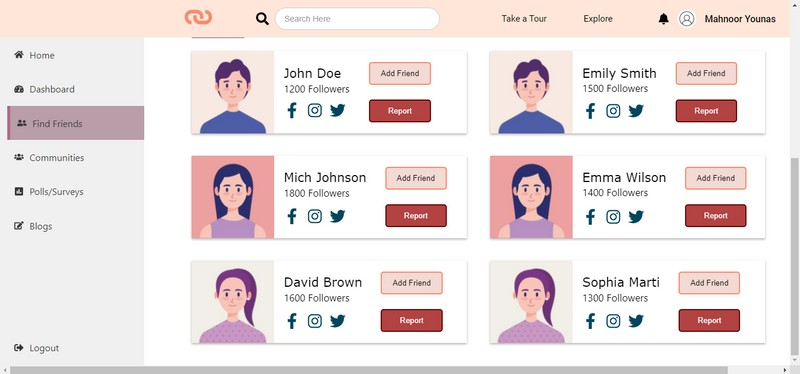 Search Here
Take a Tour
Explore
Mahnoor Younas
Home
Dashboard
Find Friends
Communities
Polls/Surveys
Blogs
Logout
John Doe
1200 Followers
Add Friend
Report
Emily Smith
1500 Followers
Add Friend
Report
Mich Johnson
1800 Followers
Add Friend
Report
Emma Wilson
1400 Followers
Add Friend
Report
David Brown
1600 Followers
Add Friend
Report
Sophia Marti
1300 Followers
Add Friend
Report